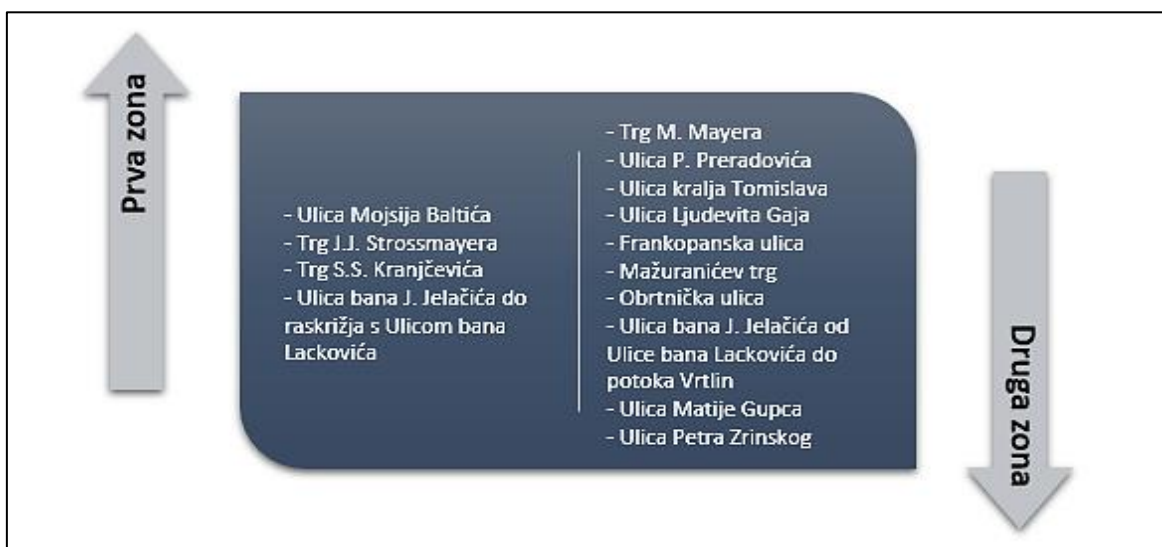 Prva zona
- Ulica Mojsija Baltića
- Trg J.J. Strossmayera
- Trg S.S. Kranjčevića
- Ulica bana J. Jelačića do
raskrižja s Ulicom bana
Lackovića
- Trg M. Mayera
- Ulica P. Preradovića
- Ulica kralja Tomislava
- Ulica Ljudevita Gaja
- Frankopanska ulica
- Mažuranićev trg
- Obrtnička ulica
- Ulica bana J. Jelačića od
Ulice bana Lackovića do
potoka Vrtlin
- Ulica Matije Gupca
- Ulica Petra Zrinskog
Druga zona